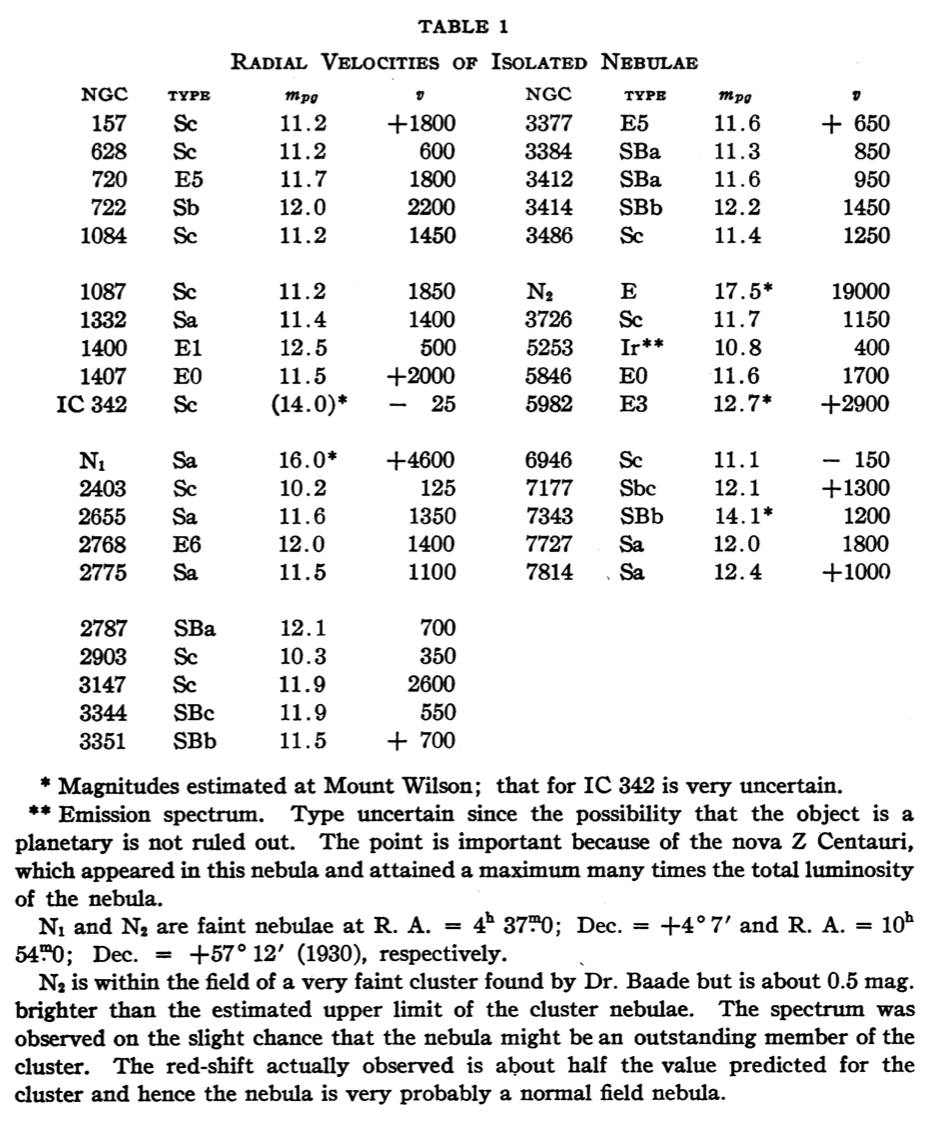 TABLE 1
RADIAL VELOCITIES OF ISOLATED NEBULAE
NGC TYPE mpg v NGC TYPE mpg v
157 Sc 11.2 +1800 3377 E5 11.6 + 650
628 Sc 11.2 600 3384 SBa 11.3 850
720 E5 11.7 1800 3412 SBa 11.6 950
722 Sb 12.0 2200 3414 SBb 12.2 1450
1084 Sc 11.2 1450 3486 Sc 11.4 1250
1087 Sc 11.2 1850 N₂ E 17.5* 19000
1332 Sa 11.4 1400 3726 Sc 11.7 1150
1400 E1 12.5 500 5253 Ir** 10.8 400
1407 E0 11.5 +2000 5846 E0 11.6 1700
IC 342 Sc (14.0)* − 25 5982 E3 12.7* +2900
N₁ Sa 16.0* +4600 6946 Sc 11.1 − 150
2403 Sc 10.2 125 7177 Sbc 12.1 +1300
2655 Sa 11.6 1350 7343 SBb 14.1* 1200
2768 E6 12.0 1400 7727 Sa 12.0 1800
2775 Sa 11.5 1100 7814 Sa 12.4 +1000
2787 SBa 12.1 700
2903 Sc 10.3 350
3147 Sc 11.9 2600
3344 SBc 11.9 550
3351 SBb 11.5 + 700
* Magnitudes estimated at Mount Wilson; that for IC 342 is very uncertain.
** Emission spectrum. Type uncertain since the possibility that the object is a
planetary is not ruled out. The point is important because of the nova Z Centauri,
which appeared in this nebula and attained a maximum many times the total luminosity
of the nebula.
N₁ and N₂ are faint nebulae at R. A. = 4ʰ 37ᵐ.0; Dec. = +4° 7′ and R. A. = 10ʰ
54ᵐ.0; Dec. = +57° 12′ (1930), respectively.
N₂ is within the field of a very faint cluster found by Dr. Baade but is about 0.5 mag.
brighter than the estimated upper limit of the cluster nebulae. The spectrum was
observed on the slight chance that the nebula might be an outstanding member of the
cluster. The red-shift actually observed is about half the value predicted for the
cluster and hence the nebula is very probably a normal field nebula.